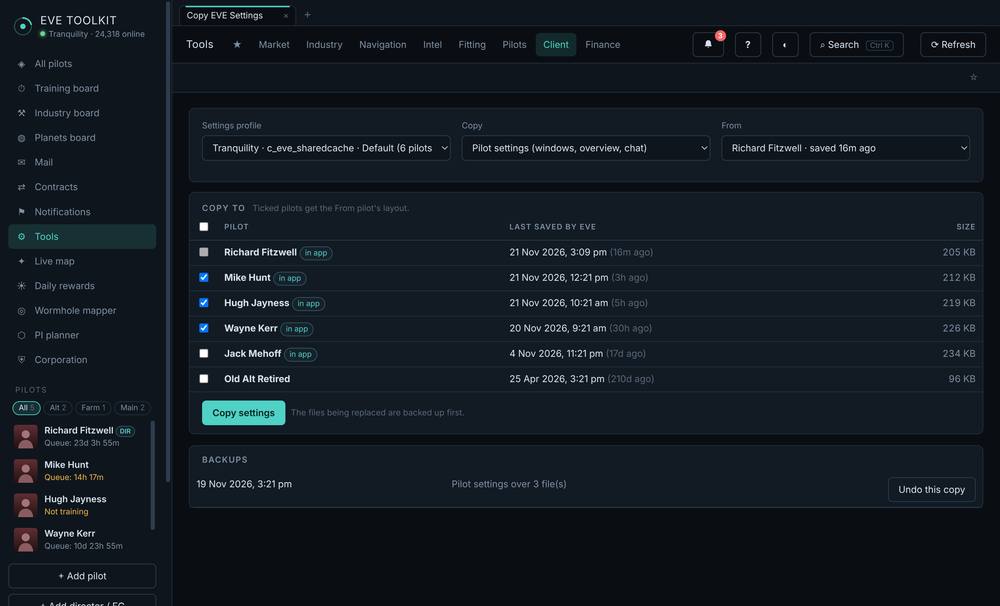 EVE TOOLKIT
Tranquility · 24,318 online
All pilots
Training board
Industry board
Planets board
Mail
Contracts
Notifications
Tools
Live map
Daily rewards
Wormhole mapper
PI planner
Corporation
PILOTS
All 5 Alt 2 Farm 1 Main 2
Richard Fitzwell DIR
Queue: 23d 3h 55m
Mike Hunt
Queue: 14h 17m
Hugh Jayness
Not training
Wayne Kerr
Queue: 10d 23h 55m
+ Add pilot
+ Add director / FC
Copy EVE Settings × +
Tools ★ Market Industry Navigation Intel Fitting Pilots Client Finance 3 ? Search Ctrl K Refresh
Settings profile Copy From
Tranquility · c_eve_sharedcache · Default (6 pilots Pilot settings (windows, overview, chat) Richard Fitzwell · saved 16m ago
COPY TO Ticked pilots get the From pilot's layout.
PILOT LAST SAVED BY EVE SIZE
Richard Fitzwell in app 21 Nov 2026, 3:09 pm (16m ago) 205 KB
Mike Hunt in app 21 Nov 2026, 12:21 pm (3h ago) 212 KB
Hugh Jayness in app 21 Nov 2026, 10:21 am (5h ago) 219 KB
Wayne Kerr in app 20 Nov 2026, 9:21 am (30h ago) 226 KB
Jack Mehoff in app 4 Nov 2026, 11:21 pm (17d ago) 234 KB
Old Alt Retired 25 Apr 2026, 3:21 pm (210d ago) 96 KB
Copy settings The files being replaced are backed up first.
BACKUPS
19 Nov 2026, 3:21 pm Pilot settings over 3 file(s) Undo this copy